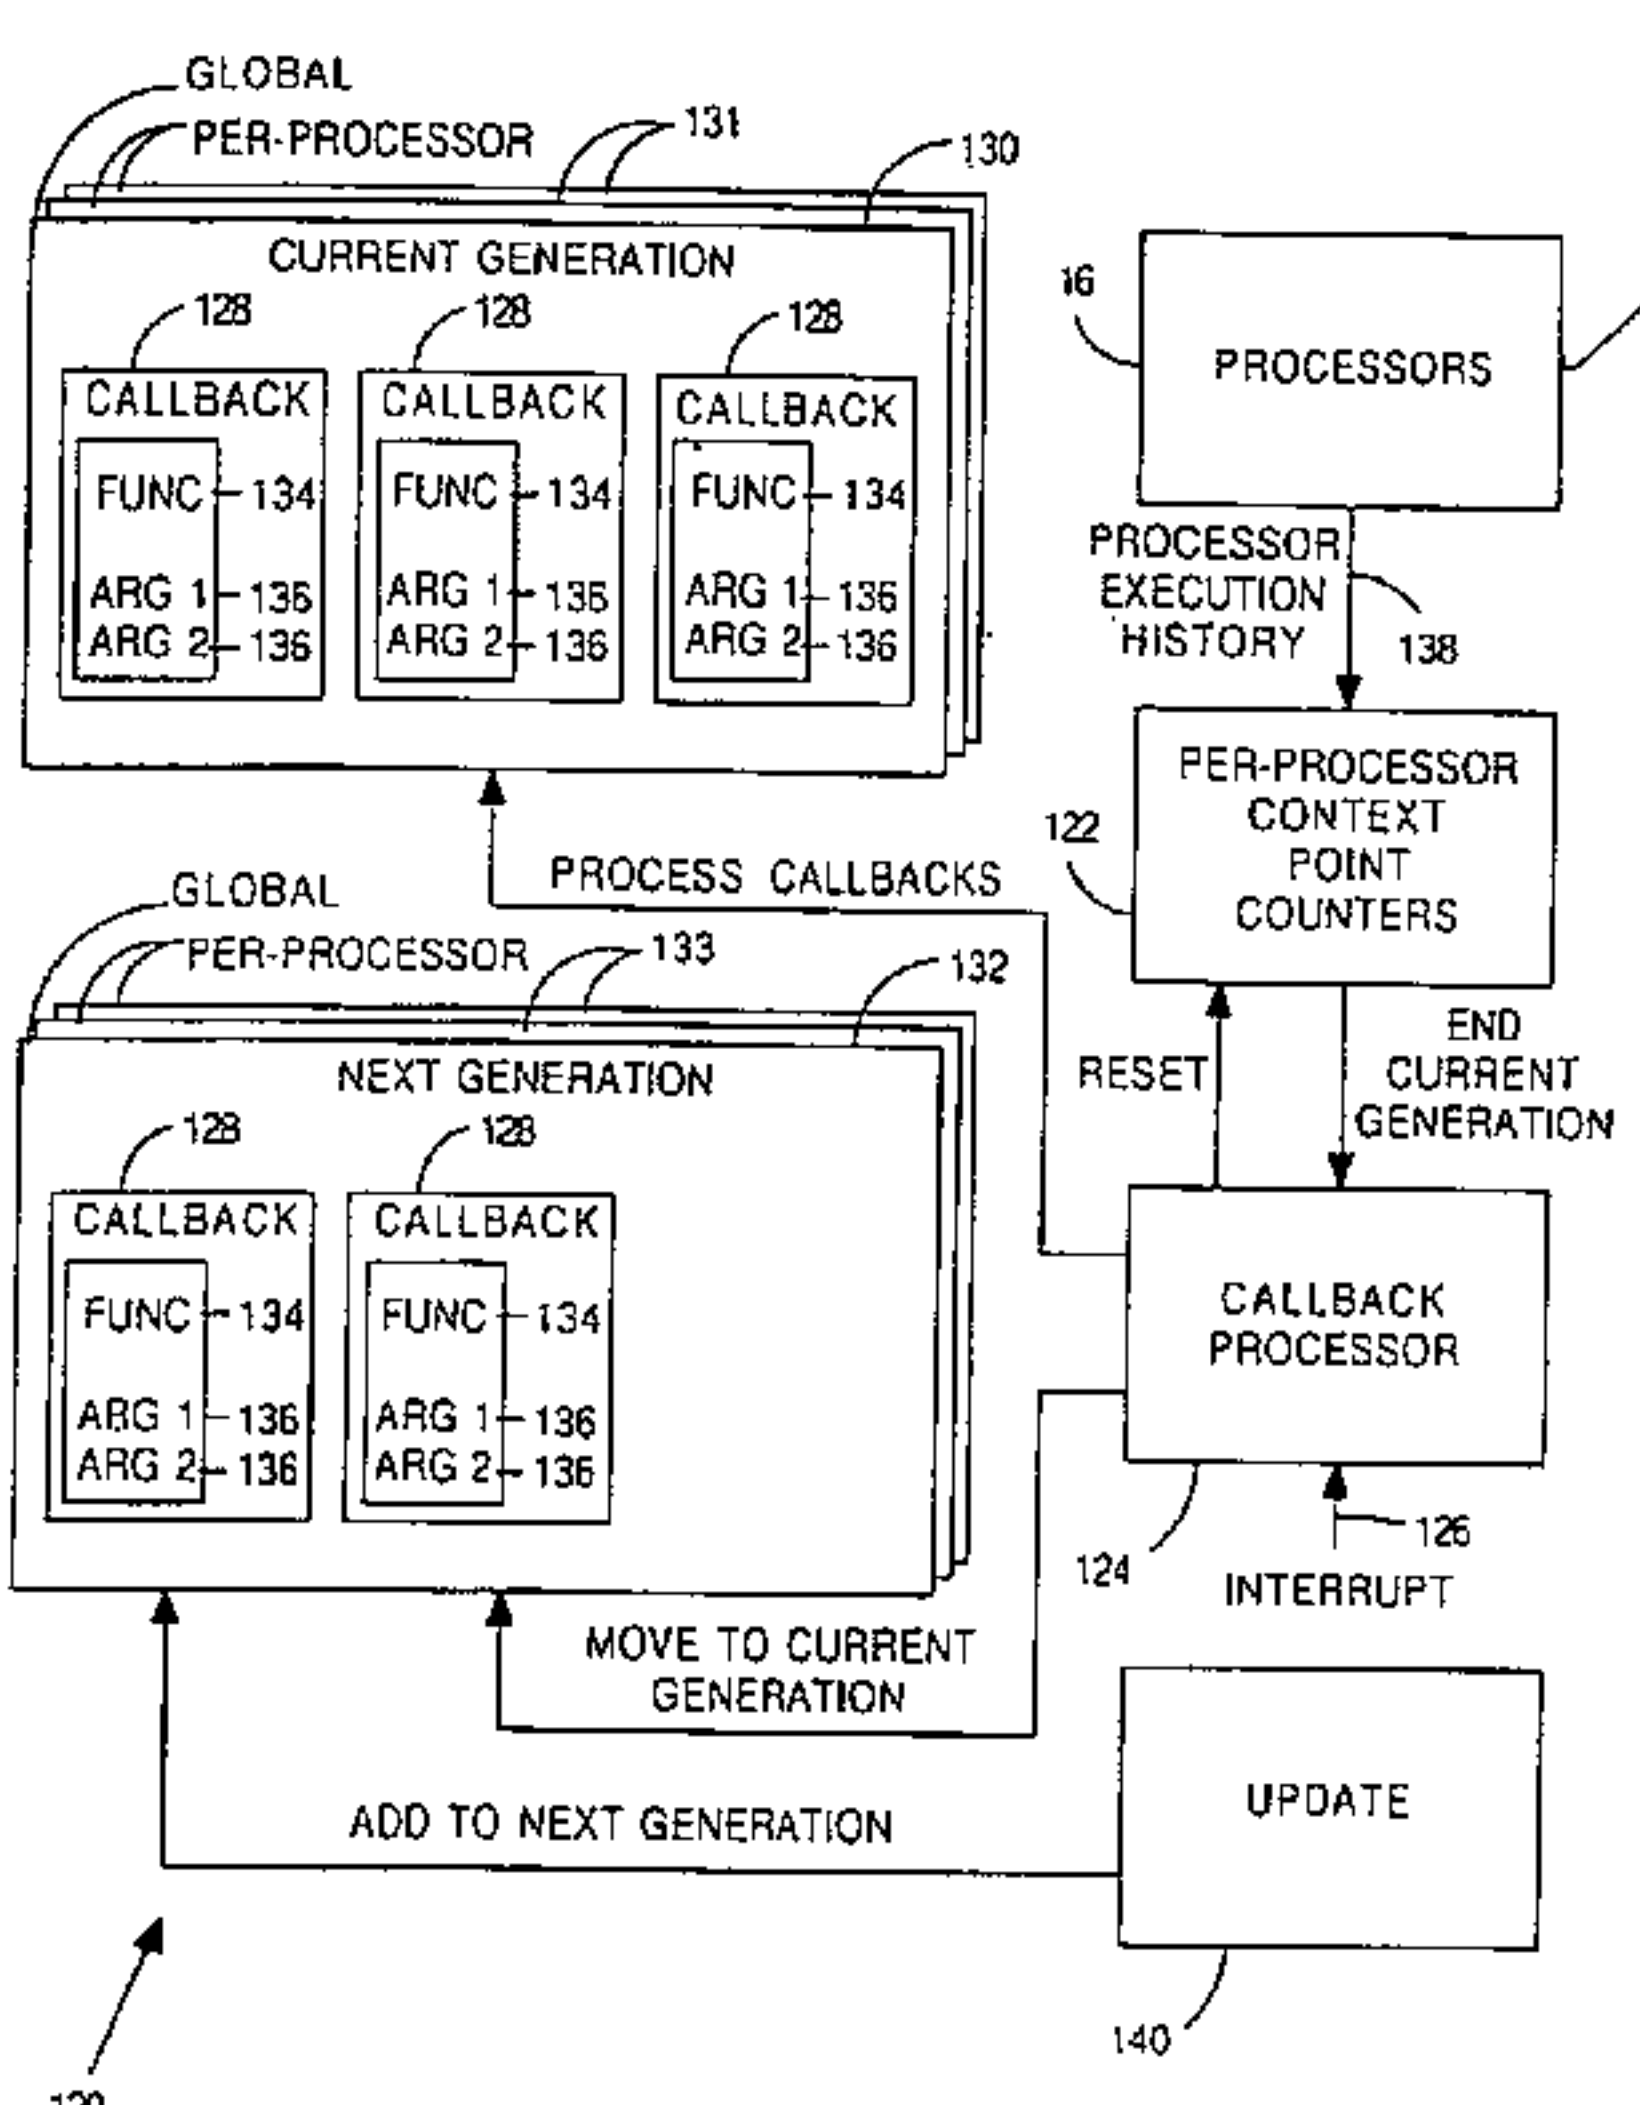 GLOBAL
PER-PROCESSOR
131
130
CURRENT GENERATION
128
128
128
CALLBACK
CALLBACK
CALLBACK
FUNC 134
FUNC 134
FUNC 134
ARG 1 136
ARG 1 136
ARG 1 136
ARG 2 136
ARG 2 136
ARG 2 136
16
PROCESSORS
PROCESSOR
EXECUTION
HISTORY
138
PER-PROCESSOR
CONTEXT
POINT
COUNTERS
122
PROCESS CALLBACKS
GLOBAL
PER-PROCESSOR
133
132
NEXT GENERATION
128
128
CALLBACK
CALLBACK
FUNC 134
FUNC 134
ARG 1 136
ARG 1 136
ARG 2 136
ARG 2 136
RESET
END
CURRENT
GENERATION
CALLBACK
PROCESSOR
124
126
INTERRUPT
MOVE TO CURRENT
GENERATION
UPDATE
ADD TO NEXT GENERATION
140